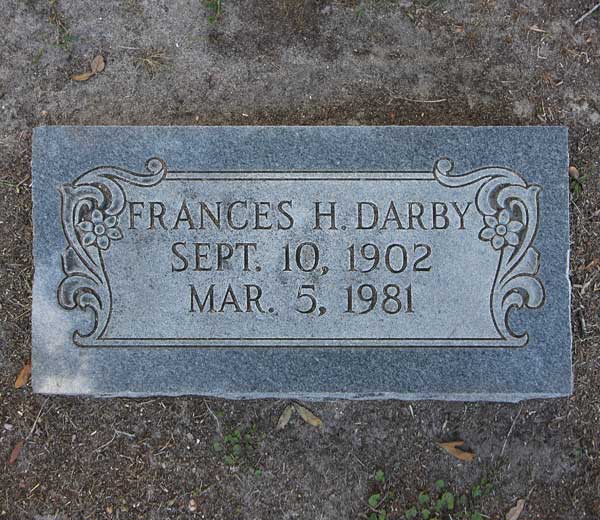 FRANCES H. DARBY
SEPT. 10, 1902
MAR. 5, 1981